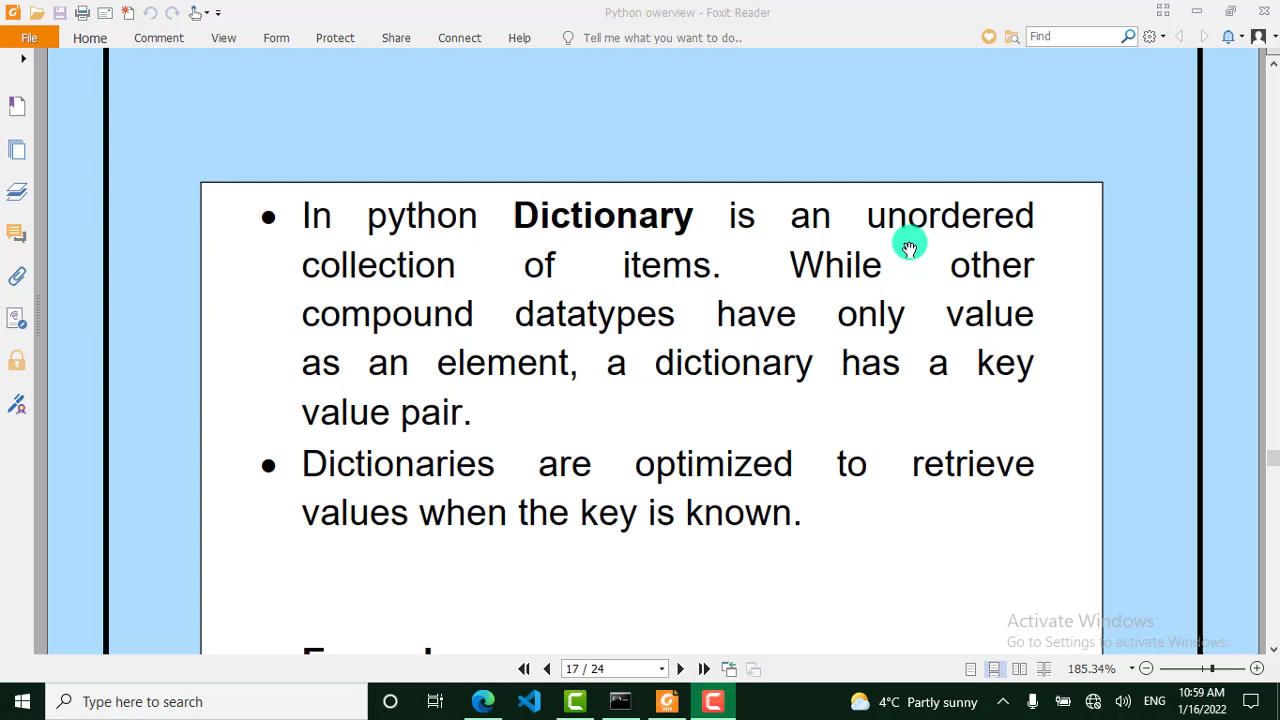 Python owerview - Foxit Reader
File Home Comment View Form Protect Share Connect Help Tell me what you want to do.. Find
• In python Dictionary is an unordered
collection of items. While other
compound datatypes have only value
as an element, a dictionary has a key
value pair.
• Dictionaries are optimized to retrieve
values when the key is known.
Activate Windows
Go to Settings to activate Windows.
17 / 24 185.34%
Type here to search 4°C Partly sunny ENG 10:59 AM
1/16/2022